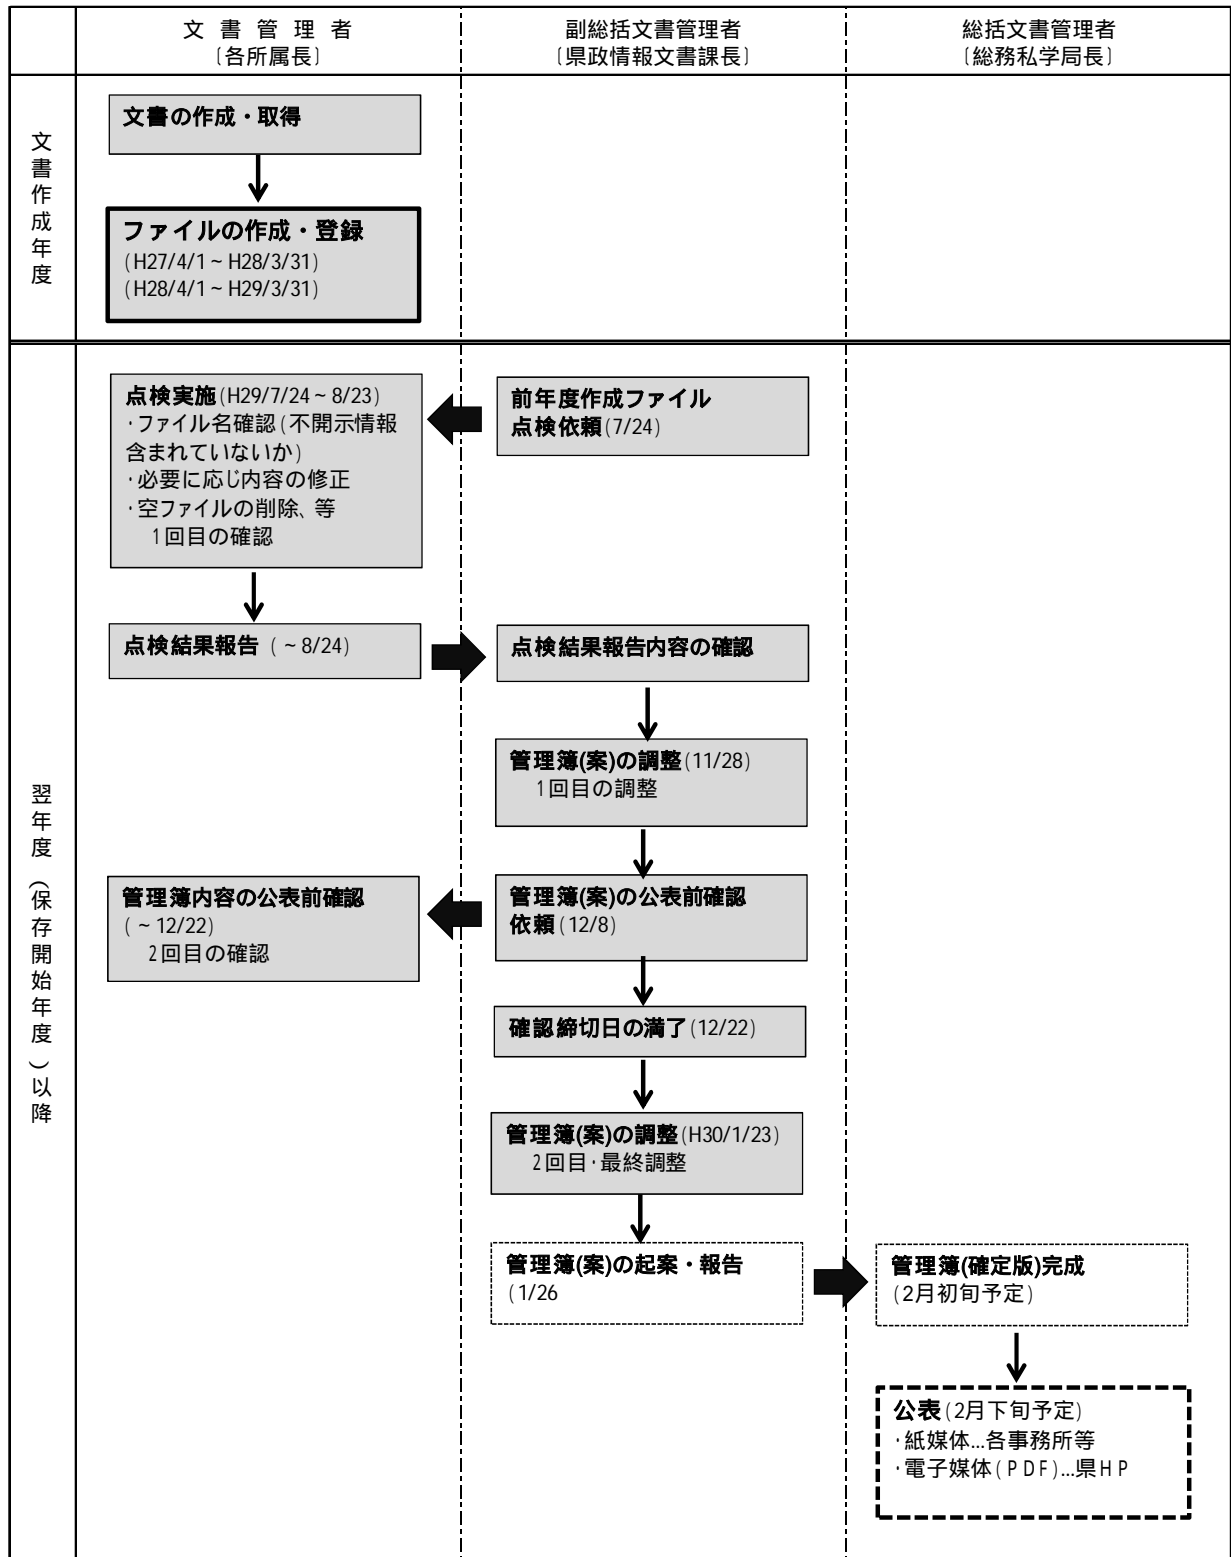 文書管理者
〔各所属長〕
副総括文書管理者
〔県政情報文書課長〕
総括文書管理者
〔総務私学局長〕
文書作成年度
文書の作成・取得
ファイルの作成・登録
(H27/4/1~H28/3/31)
(H28/4/1~H29/3/31)
翌年度(保存開始年度)以降
点検実施(H29/7/24~8/23)
・ファイル名確認(不開示情報
含まれていないか)
・必要に応じ内容の修正
・空ファイルの削除、等
1回目の確認
前年度作成ファイル
点検依頼(7/24)
点検結果報告(~8/24)
点検結果報告内容の確認
管理簿(案)の調整(11/28)
1回目の調整
管理簿内容の公表前確認
(~12/22)
2回目の確認
管理簿(案)の公表前確認
依頼(12/8)
確認締切日の満了(12/22)
管理簿(案)の調整(H30/1/23)
2回目・最終調整
管理簿(案)の起案・報告
(1/26
管理簿(確定版)完成
(2月初旬予定)
公表(2月下旬予定)
・紙媒体…各事務所等
・電子媒体(PDF)…県HP